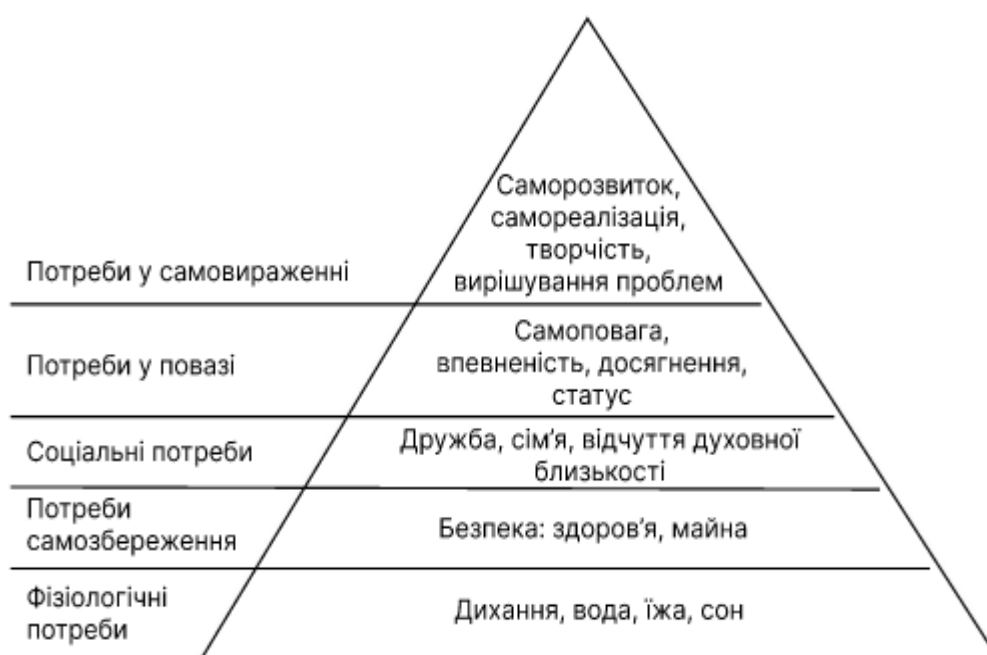 Саморозвиток,
самореалізація,
творчість,
вирішування проблем
Потреби у самовираженні
Самоповага,
впевненість, досягнення,
статус
Потреби у повазі
Дружба, сім’я, відчуття духовної
близькості
Соціальні потреби
Потреби
самозбереження
Безпека: здоров’я, майна
Фізіологічні
потреби
Дихання, вода, їжа, сон